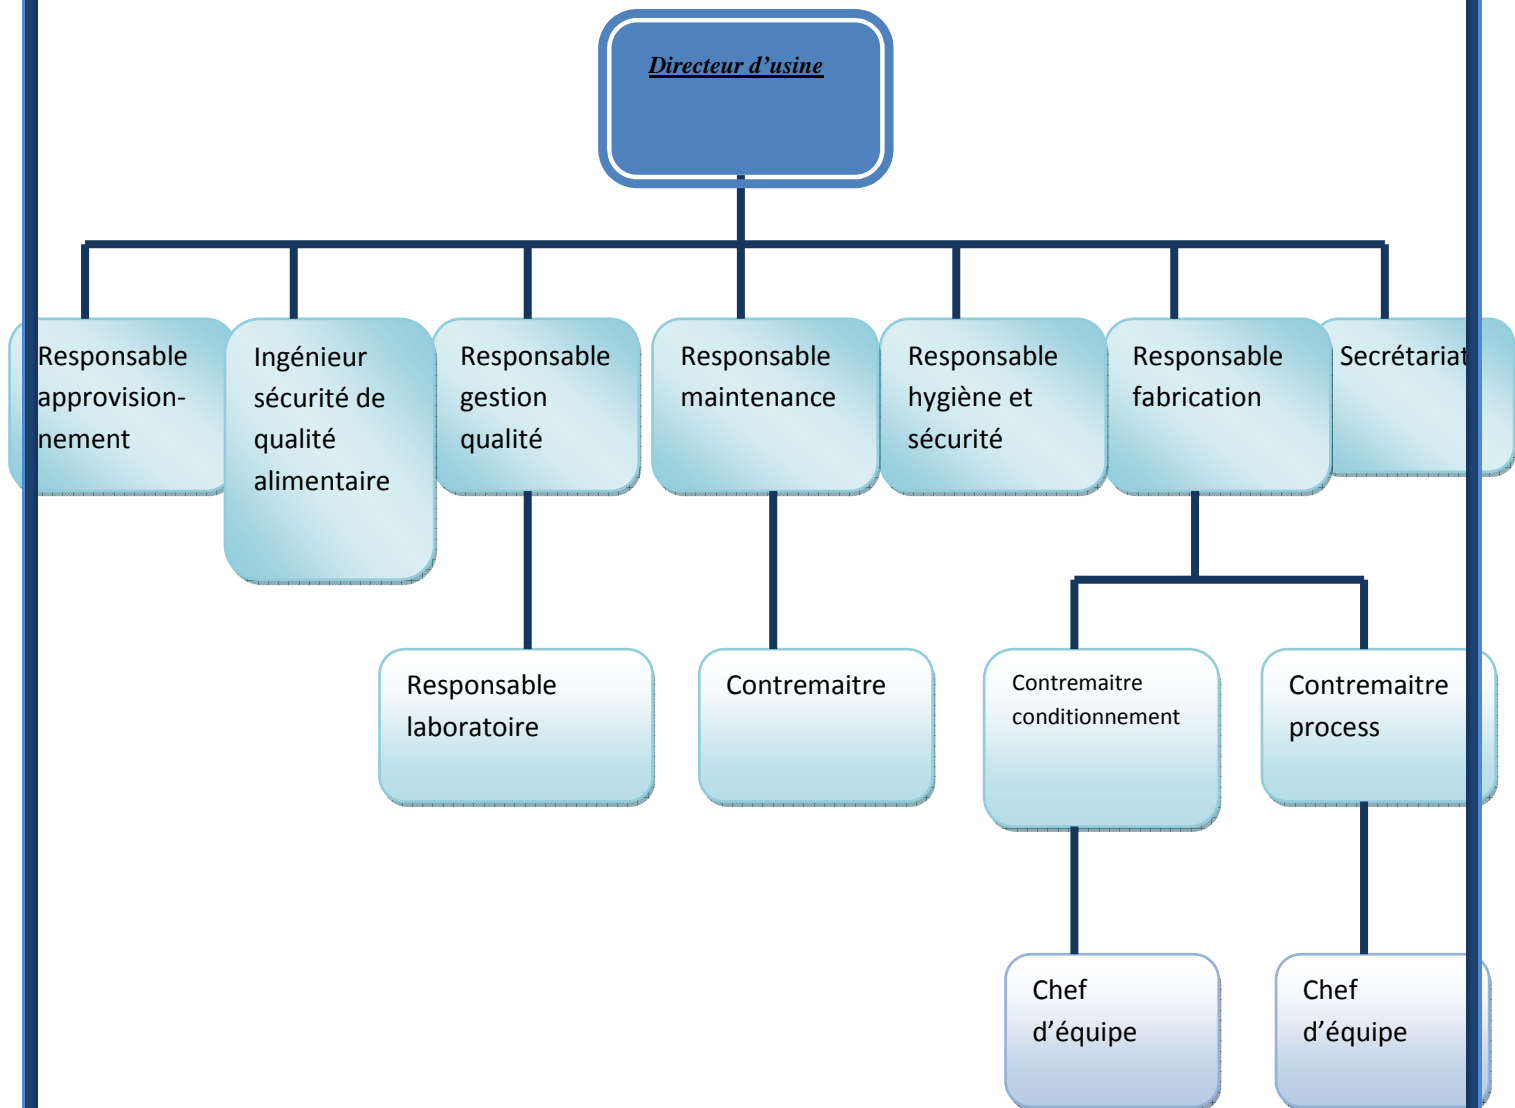 Directeur d’usine
Responsable
approvision-
nement
Ingénieur
sécurité de
qualité
alimentaire
Responsable
gestion
qualité
Responsable
maintenance
Responsable
hygiène et
sécurité
Responsable
fabrication
Secrétariat
Responsable
laboratoire
Contremaitre
Contremaitre
conditionnement
Contremaitre
process
Chef
d’équipe
Chef
d’équipe